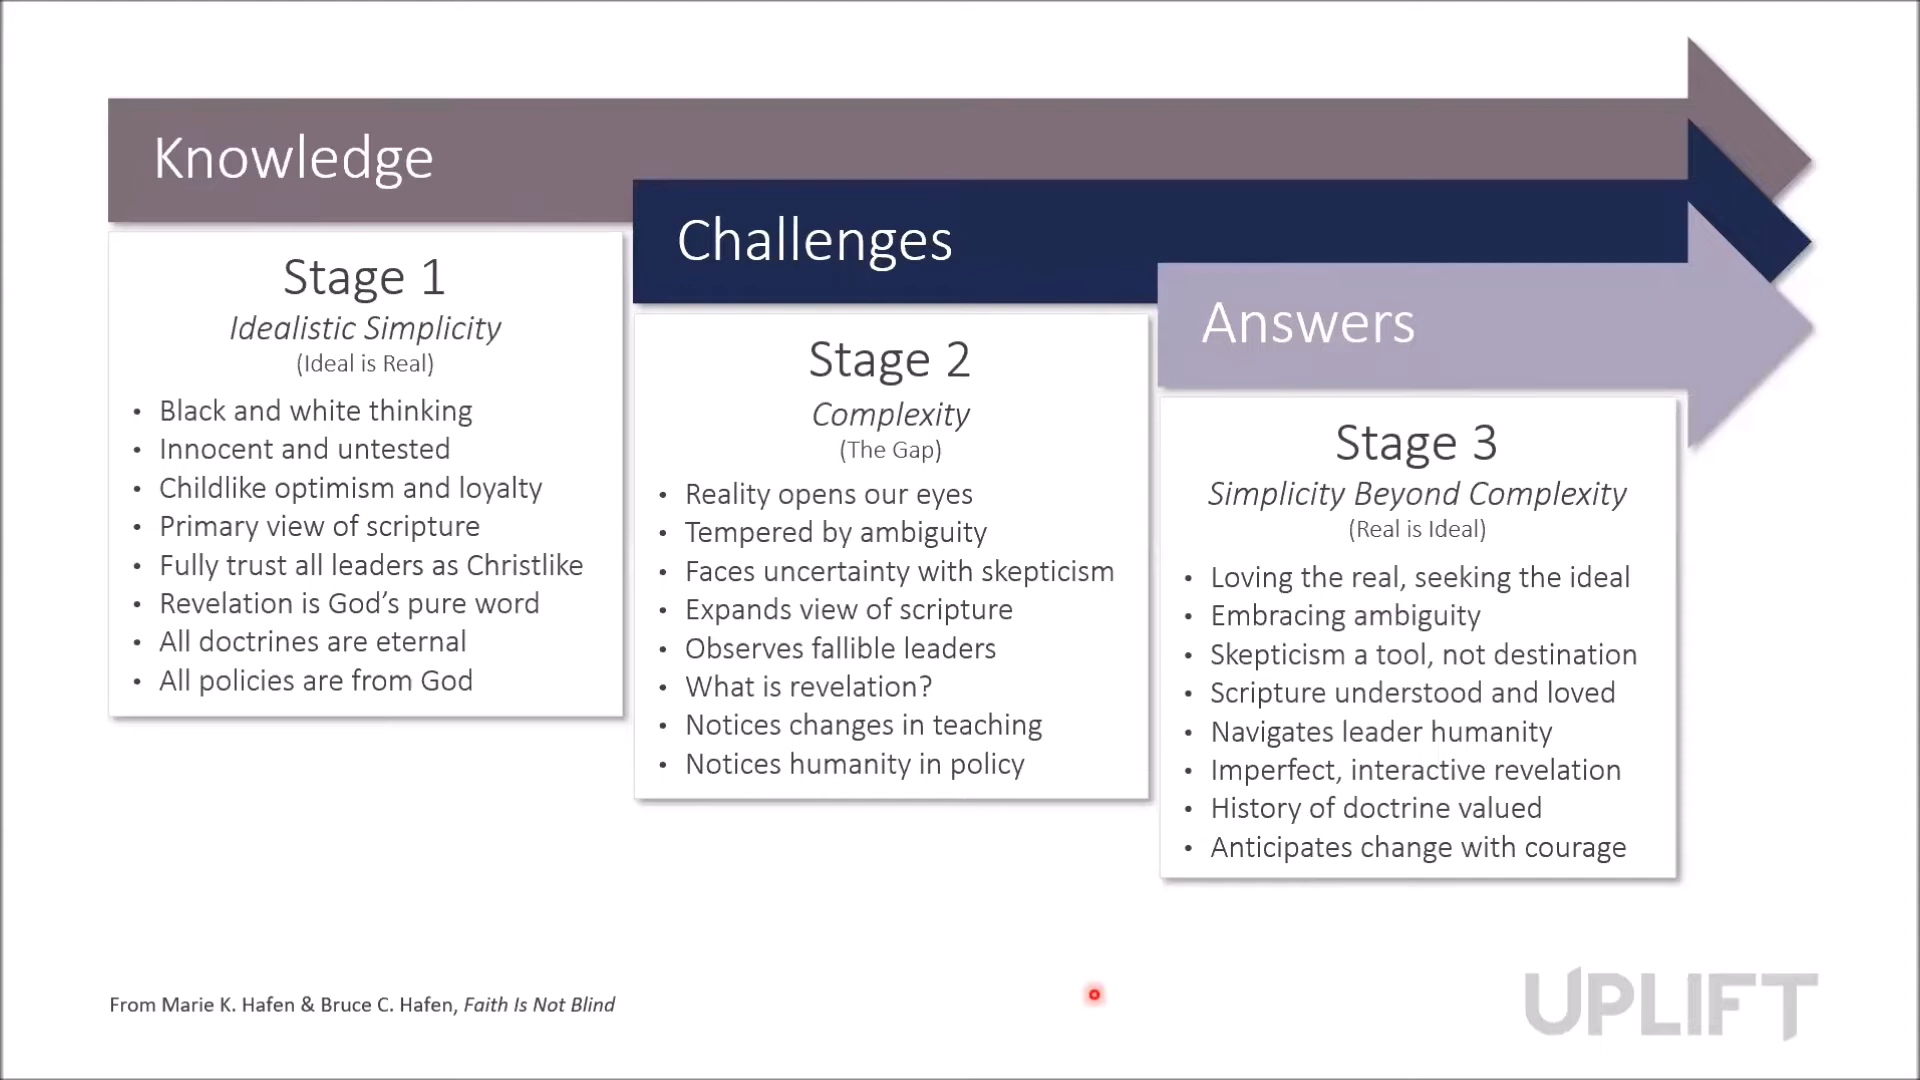 Knowledge
Challenges
Answers
Stage 1
Idealistic Simplicity
(Ideal is Real)
• Black and white thinking
• Innocent and untested
• Childlike optimism and loyalty
• Primary view of scripture
• Fully trust all leaders as Christlike
• Revelation is God's pure word
• All doctrines are eternal
• All policies are from God
Stage 2
Complexity
(The Gap)
• Reality opens our eyes
• Tempered by ambiguity
• Faces uncertainty with skepticism
• Expands view of scripture
• Observes fallible leaders
• What is revelation?
• Notices changes in teaching
• Notices humanity in policy
Stage 3
Simplicity Beyond Complexity
(Real is Ideal)
• Loving the real, seeking the ideal
• Embracing ambiguity
• Skepticism a tool, not destination
• Scripture understood and loved
• Navigates leader humanity
• Imperfect, interactive revelation
• History of doctrine valued
• Anticipates change with courage
From Marie K. Hafen & Bruce C. Hafen, Faith Is Not Blind
UPLIFT